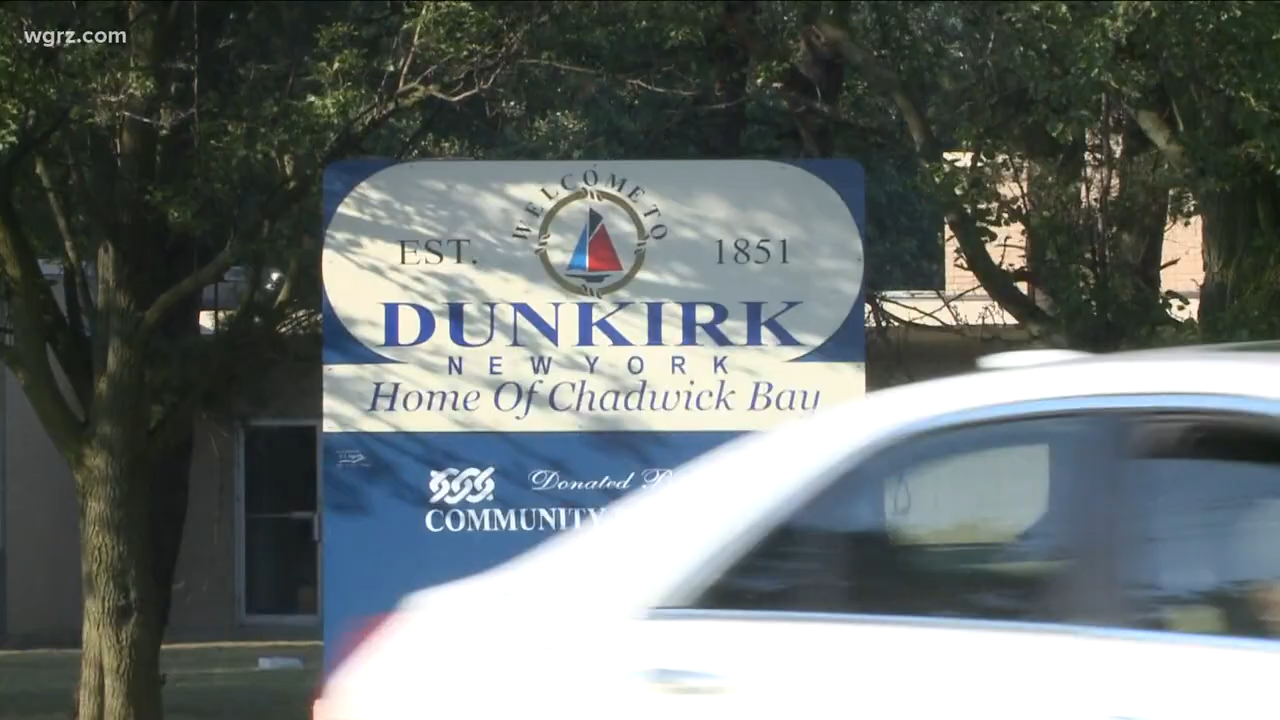 wgrz.com
WELCOME TO
EST. 1851
DUNKIRK
NEW YORK
Home Of Chadwick Bay
Donated
COMMUNITY